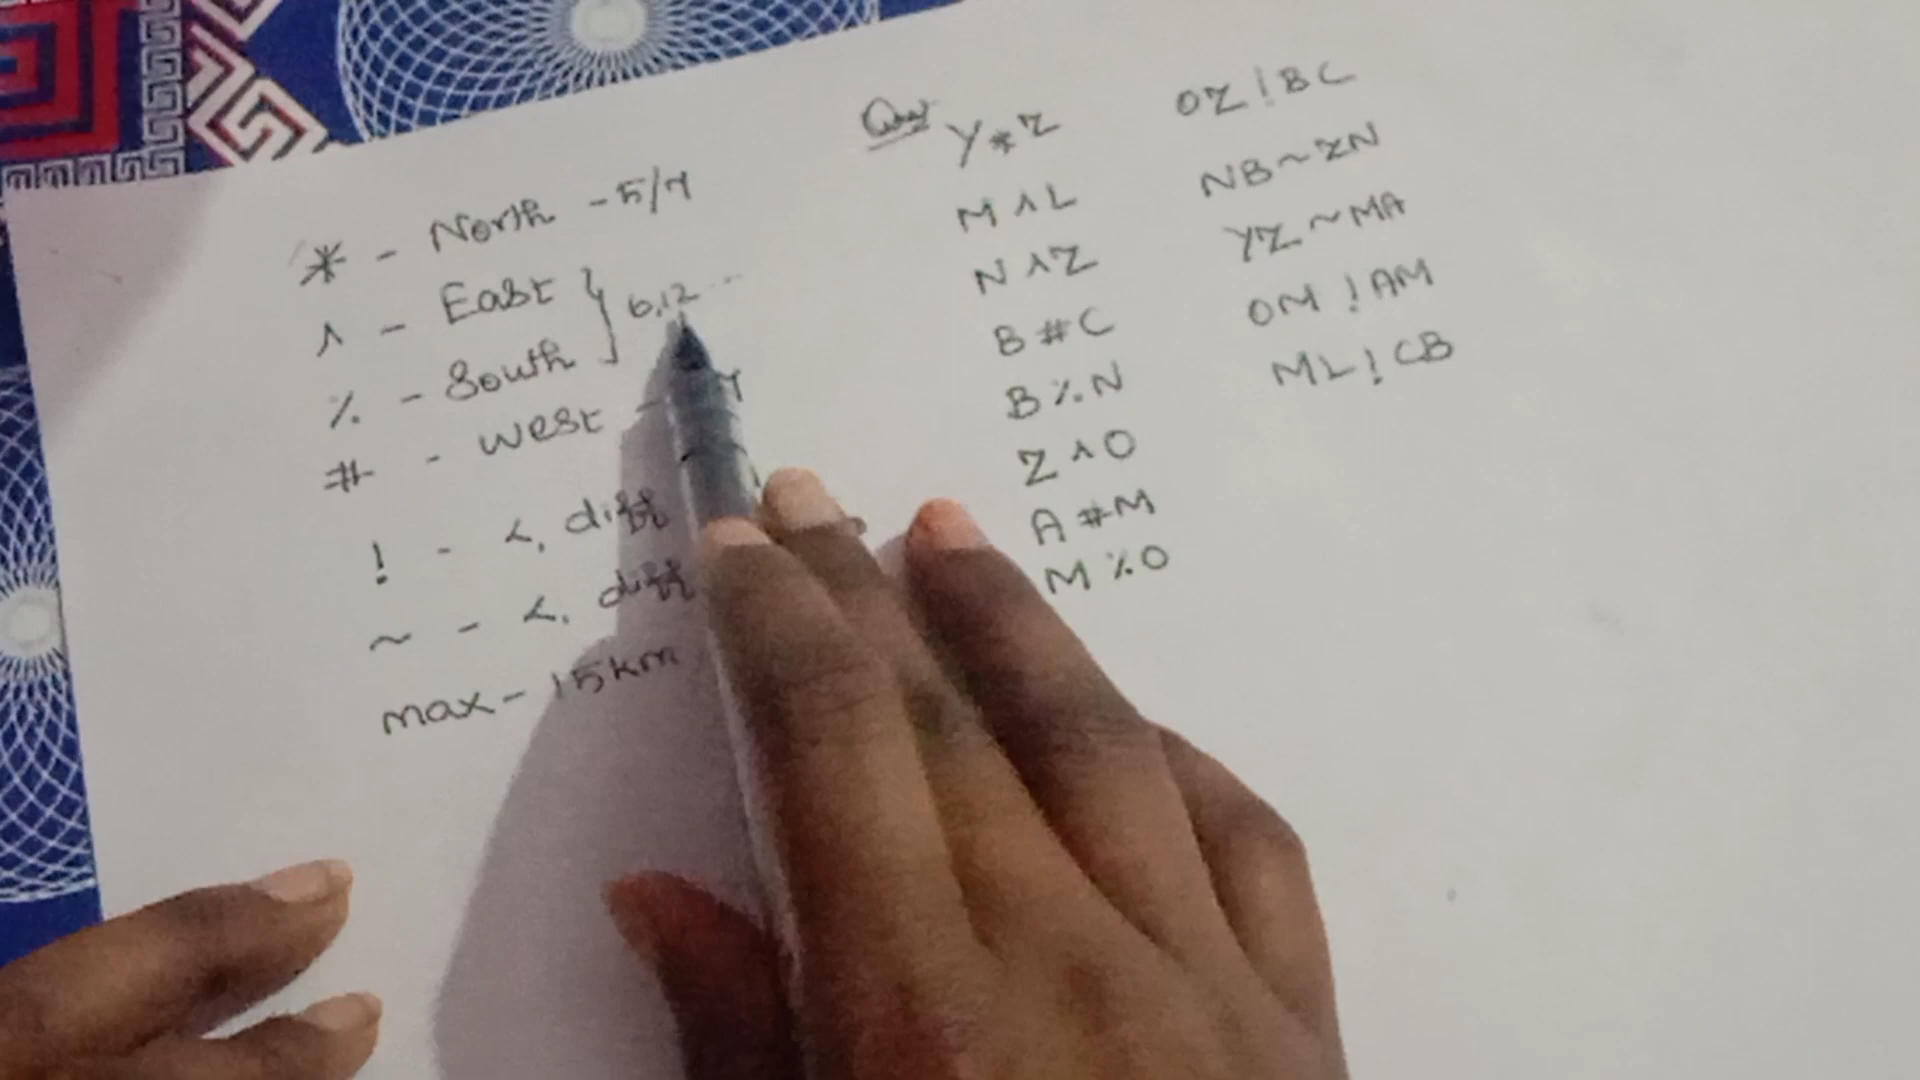 * - North - 5/7
∧ - East } 6,12 ...
% - South
# - west -
! - <, diff
~ - <, diff
max - 15km
Que Y*Z
M∧L
N∧Z
B#C
B%N
Z∧O
A#M
M%O
OZ!BC
NB~ZN
YZ~MA
OM!AM
ML!CB